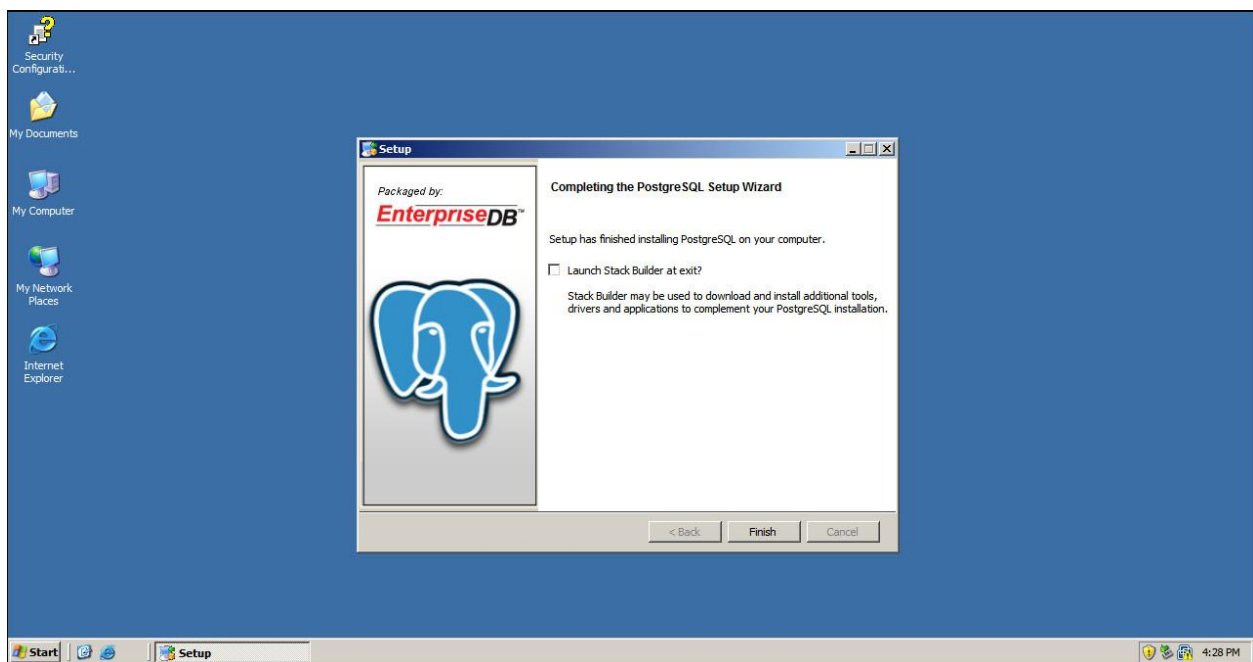 Security
Configurati...
My Documents
My Computer
My Network
Places
Internet
Explorer
Setup
Packaged by:
EnterpriseDB™
Completing the PostgreSQL Setup Wizard
Setup has finished installing PostgreSQL on your computer.
Launch Stack Builder at exit?
Stack Builder may be used to download and install additional tools,
drivers and applications to complement your PostgreSQL installation.
< Back
Finish
Cancel
Start
Setup
4:28 PM